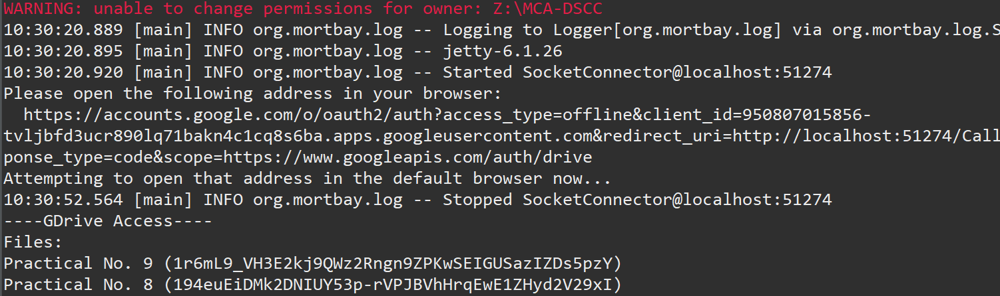 WARNING: unable to change permissions for owner: Z:\MCA-DSCC
10:30:20.889 [main] INFO org.mortbay.log -- Logging to Logger[org.mortbay.log] via org.mortbay.log.S
10:30:20.895 [main] INFO org.mortbay.log -- jetty-6.1.26
10:30:20.920 [main] INFO org.mortbay.log -- Started SocketConnector@localhost:51274
Please open the following address in your browser:
https://accounts.google.com/o/oauth2/auth?access_type=offline&client_id=950807015856-
tvljbfd3ucr890lq71bakn4c1cq8s6ba.apps.googleusercontent.com&redirect_uri=http://localhost:51274/Call
ponse_type=code&scope=https://www.googleapis.com/auth/drive
Attempting to open that address in the default browser now...
10:30:52.564 [main] INFO org.mortbay.log -- Stopped SocketConnector@localhost:51274
----GDrive Access----
Files:
Practical No. 9 (1r6mL9_VH3E2kj9QWz2Rngn9ZPKwSEIGUSazIZDs5pzY)
Practical No. 8 (194euEiDMk2DNIUY53p-rVPJBVhHrqEwE1ZHyd2V29xI)